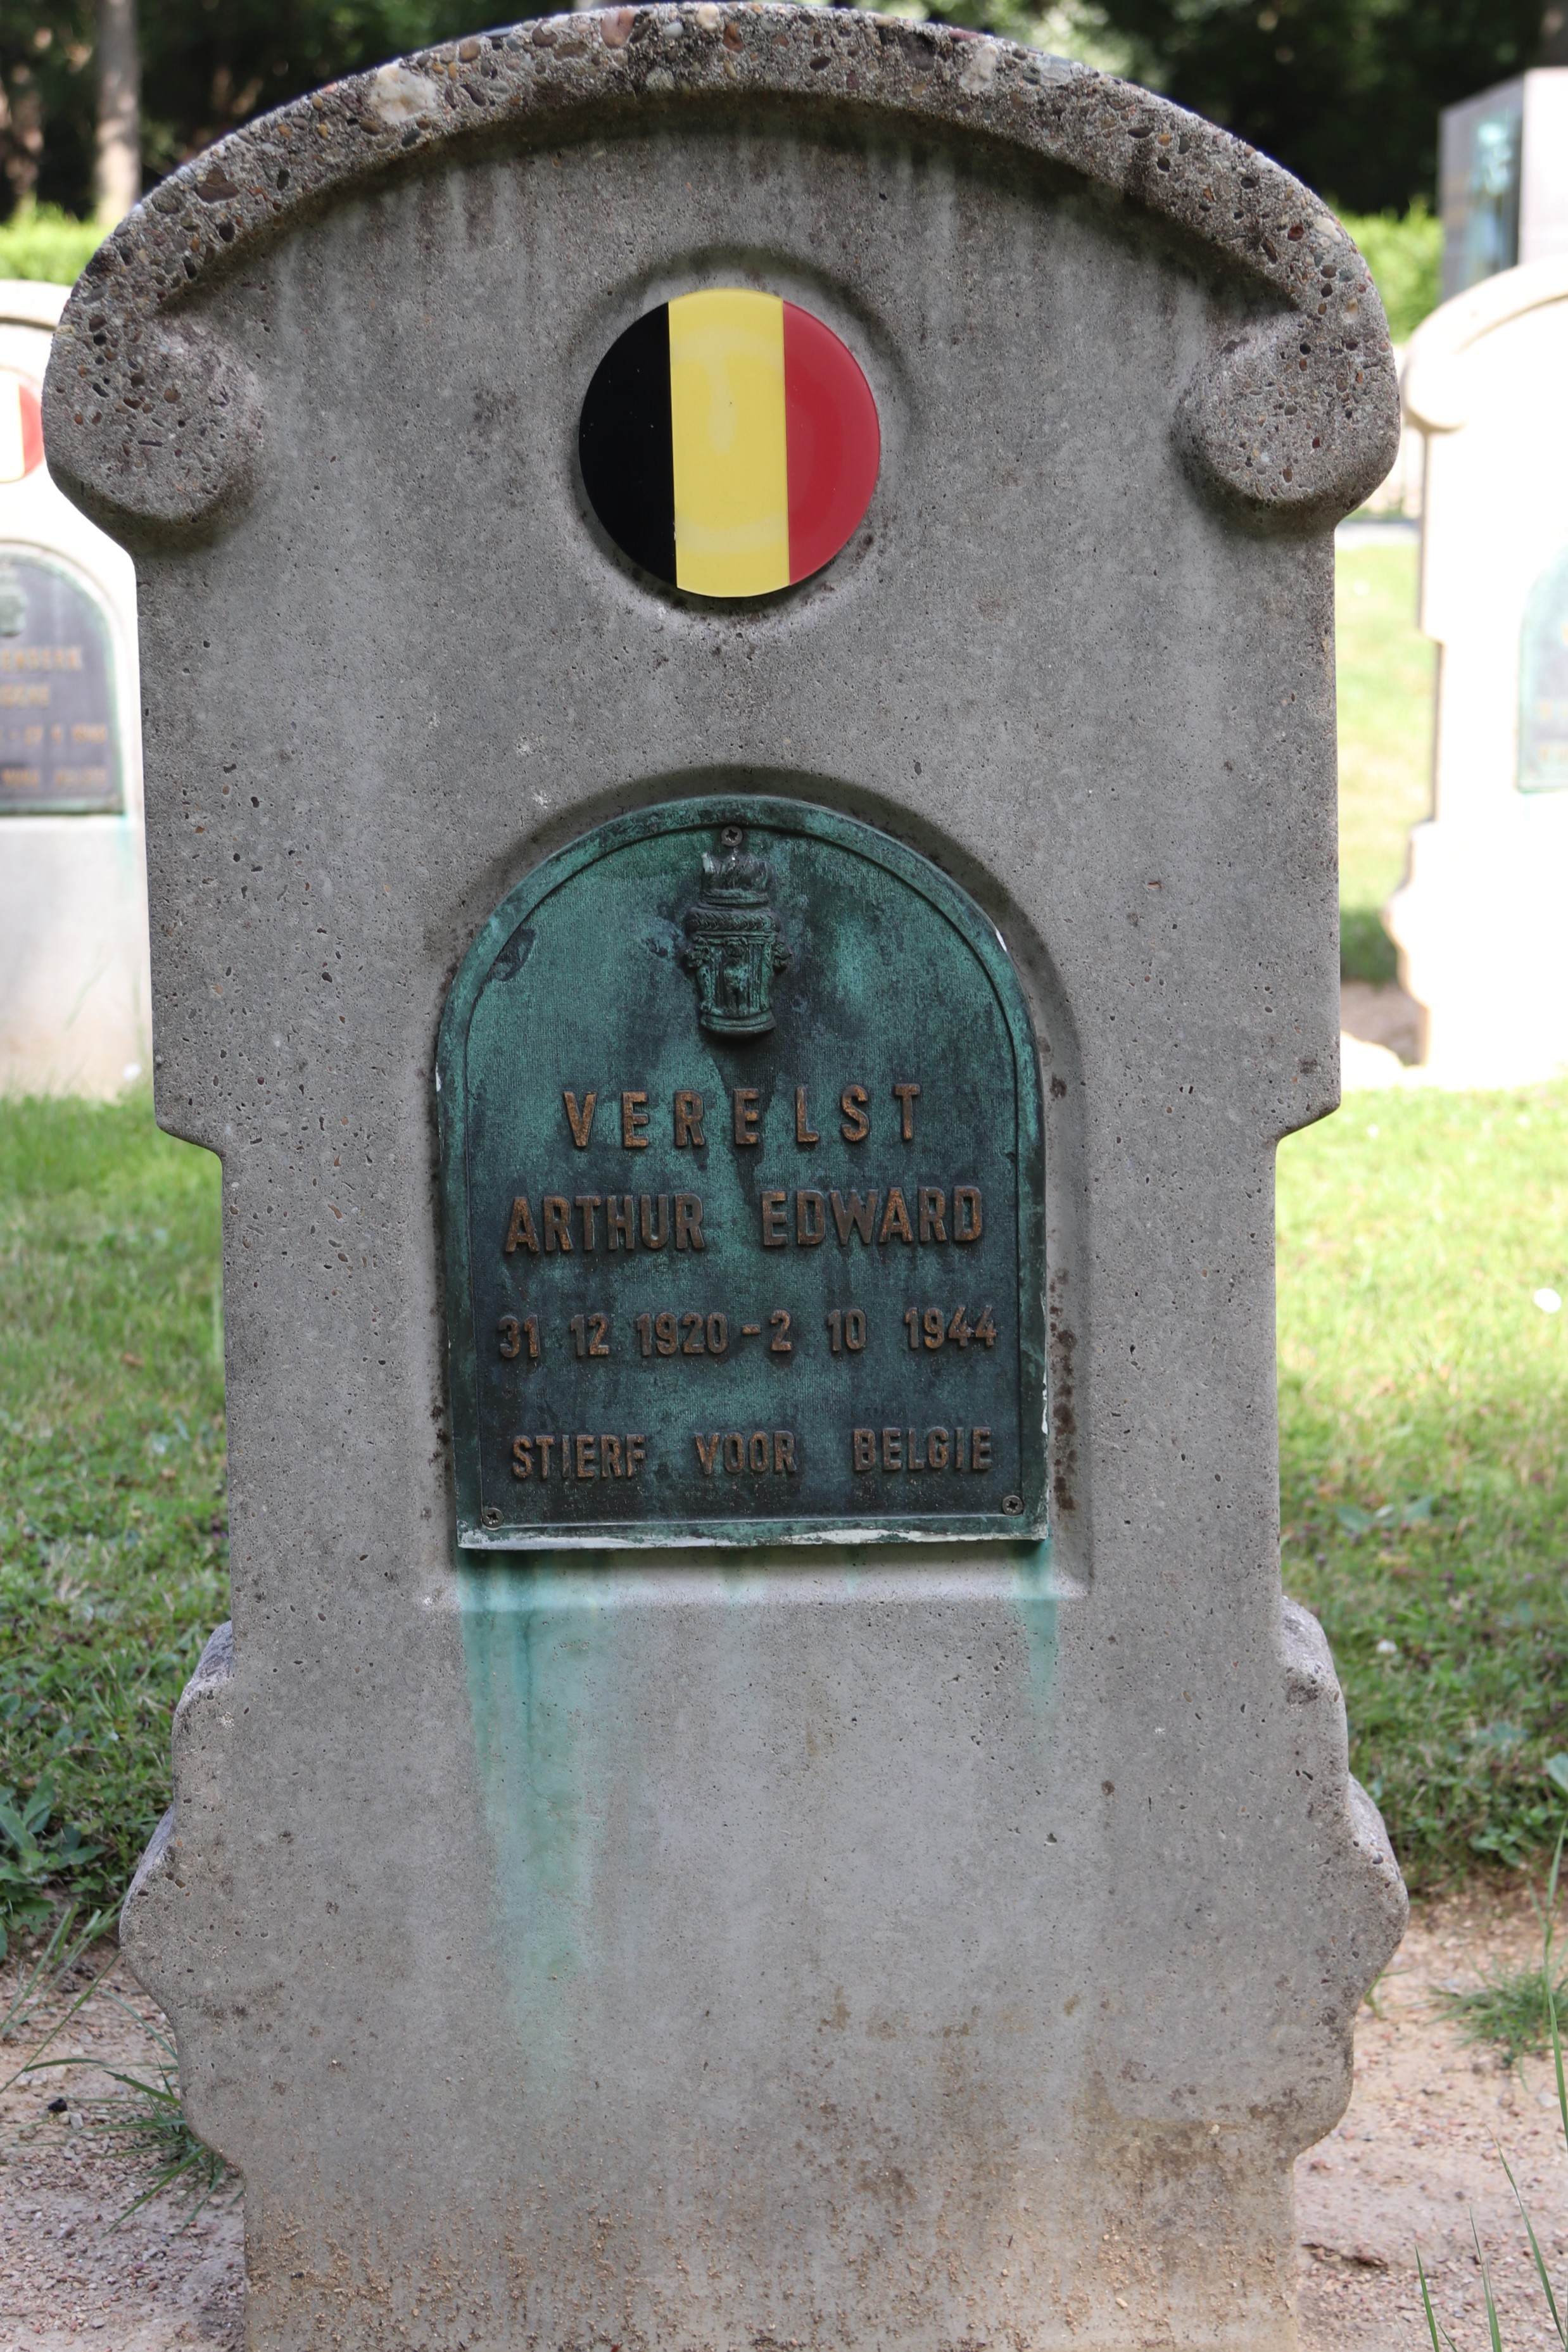 VERELST
ARTHUR EDWARD
31 12 1920 - 2 10 1944
STIERF VOOR BELGIE